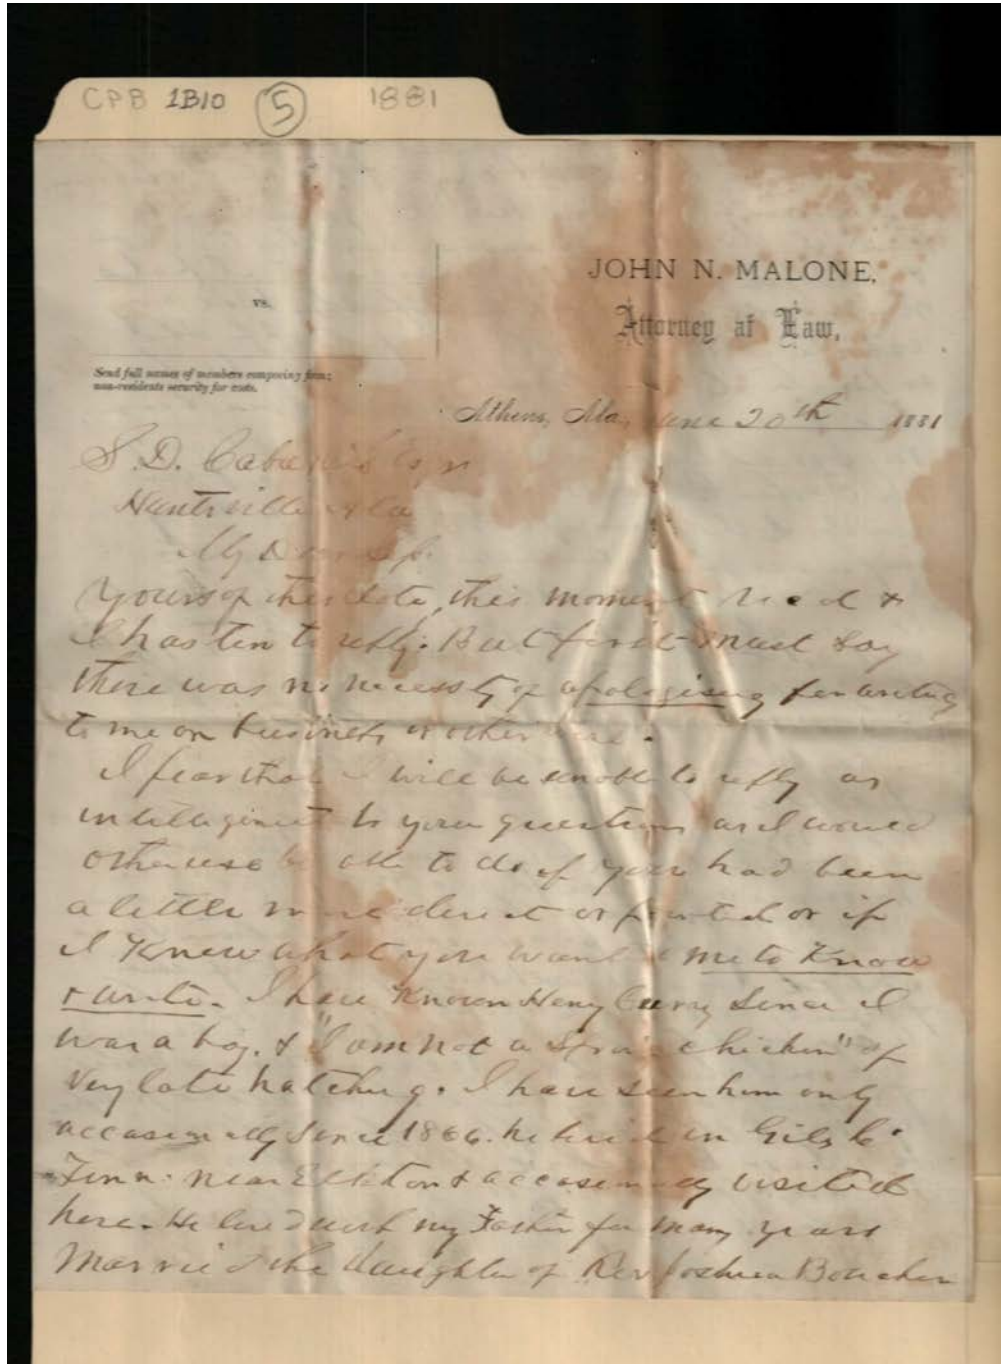 CPB 1B10 5 1881
JOHN N. MALONE,
vs.
Attorney at Law,
Send full names of members composing firm;
non-residents security for costs.
Athens, Ala, June 20th 1881
S. D. Cabaniss Esqr
Huntsville Ala
My Dear Sir.
Yours of this date, this moment rec'd &
I hasten to reply. But first must say
there was no necessity of apologising for writing
to me on business or otherwise.
I fear that I will be unable to reply as
intelligent to your questions as I would
otherwise be able to do if you had been
a little more direct or pointed or if
I Knew what you want me to Know
& write. I have Known Henry Curry Since I
was a boy. & "I am not a Spring chicken" of
very late hatching. I have seen him only
occasionally Since 1866. he lived in Giles Co
Tenn. near Elkton & occasionally visited
here. He lived with my Father for many years
Married the daughter of Rev Joshua Boucher